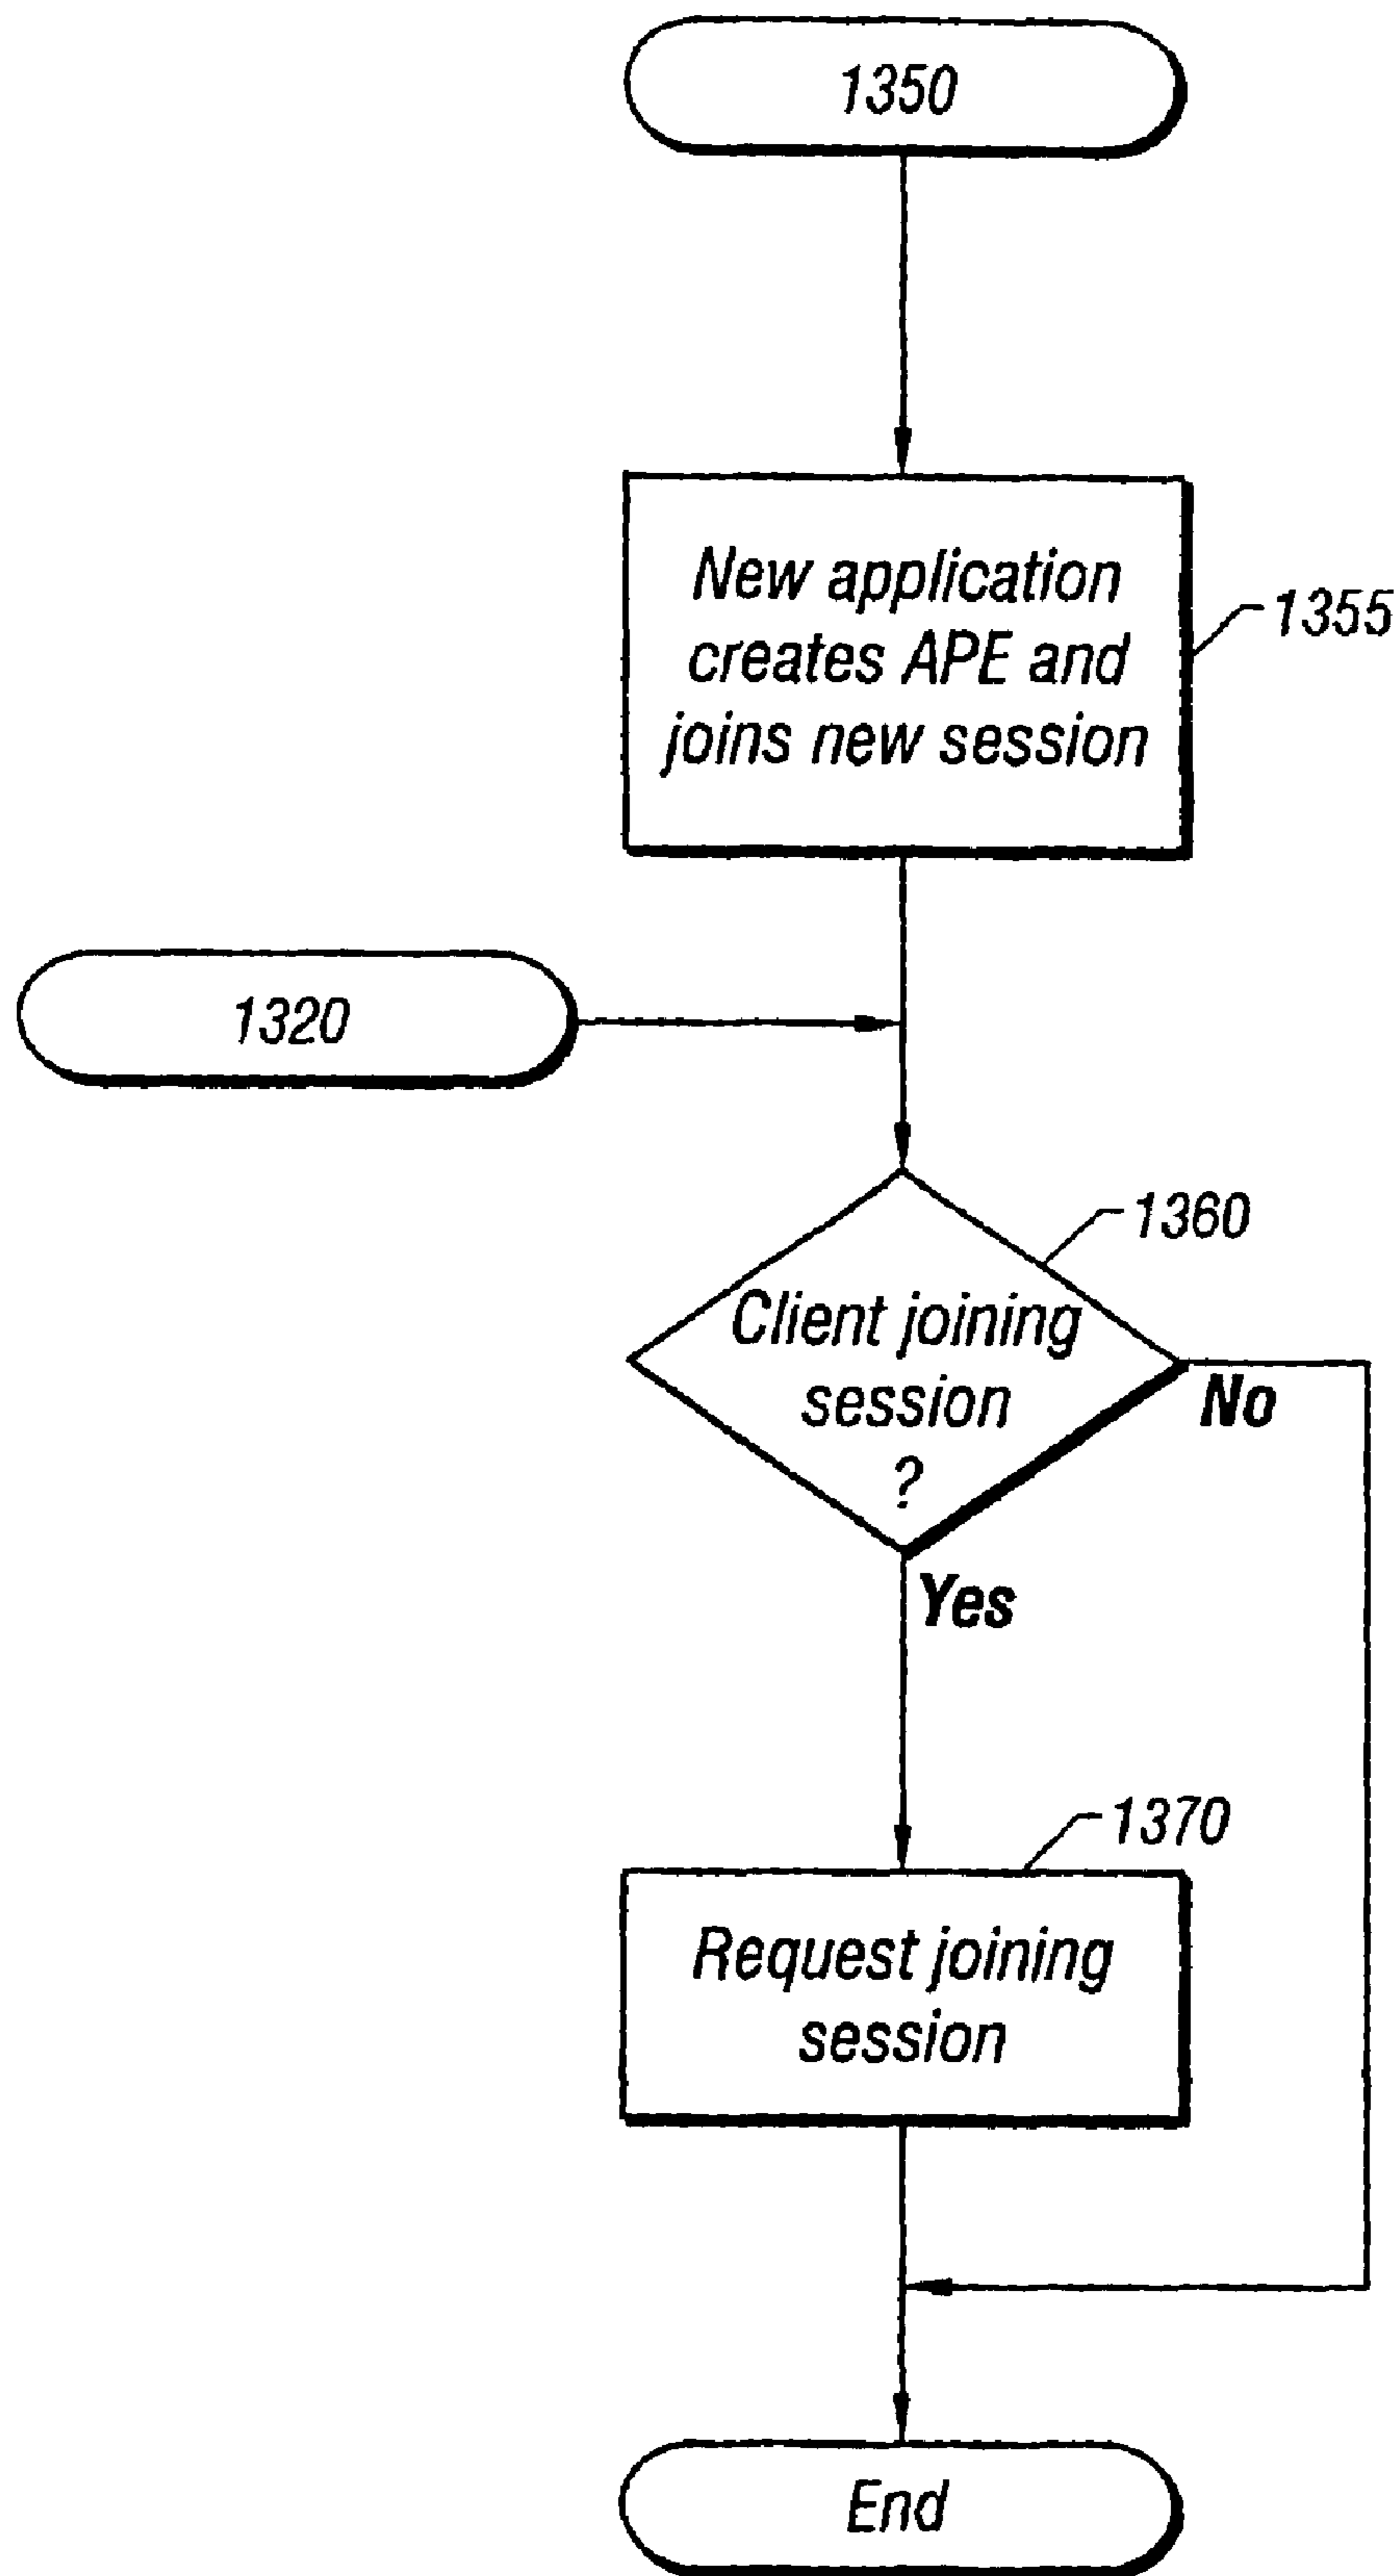 1350
New application
creates APE and
joins new session
1355
1320
1360
Client joining
session
?
No
Yes
1370
Request joining
session
End